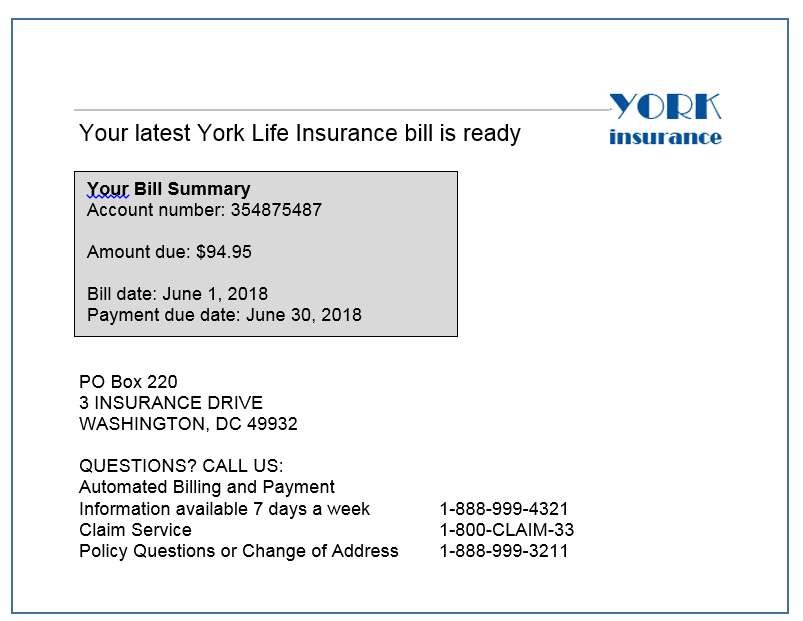 YORK
insurance
Your latest York Life Insurance bill is ready
Your Bill Summary
Account number: 354875487
Amount due: $94.95
Bill date: June 1, 2018
Payment due date: June 30, 2018
PO Box 220
3 INSURANCE DRIVE
WASHINGTON, DC 49932
QUESTIONS? CALL US:
Automated Billing and Payment
Information available 7 days a week 1-888-999-4321
Claim Service 1-800-CLAIM-33
Policy Questions or Change of Address 1-888-999-3211